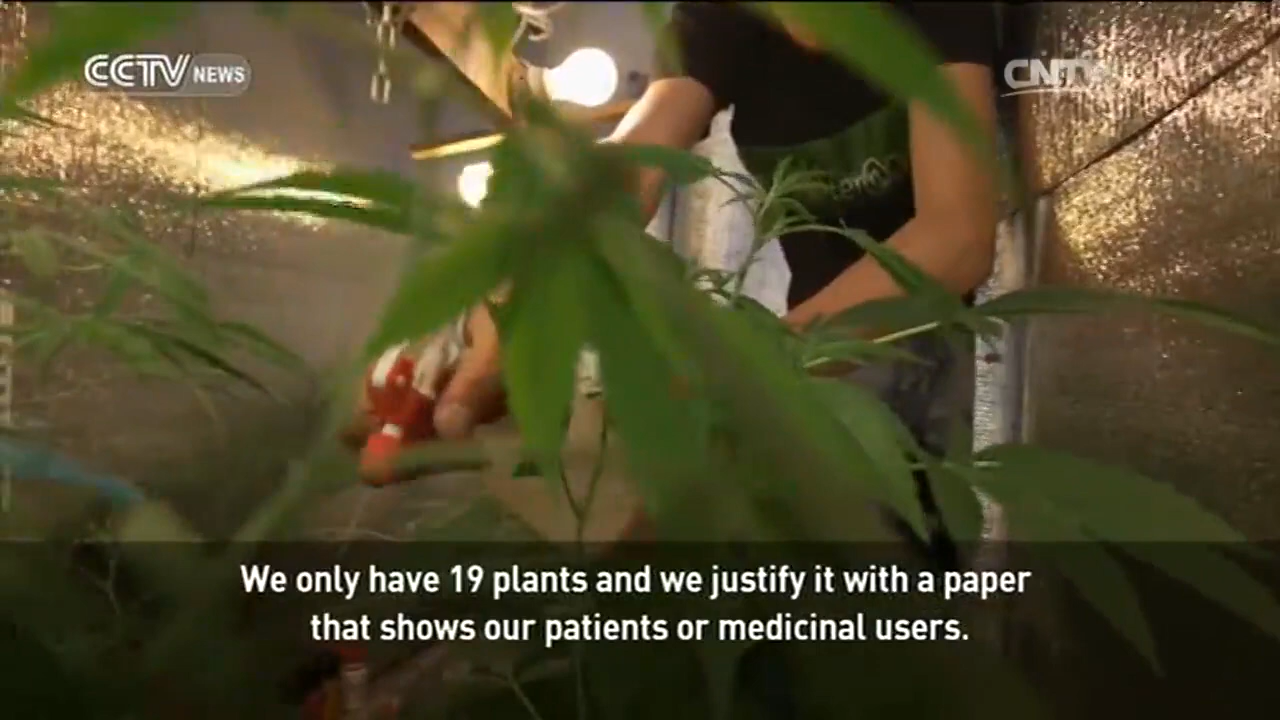 CCTV NEWS
CNTV
We only have 19 plants and we justify it with a paper
that shows our patients or medicinal users.